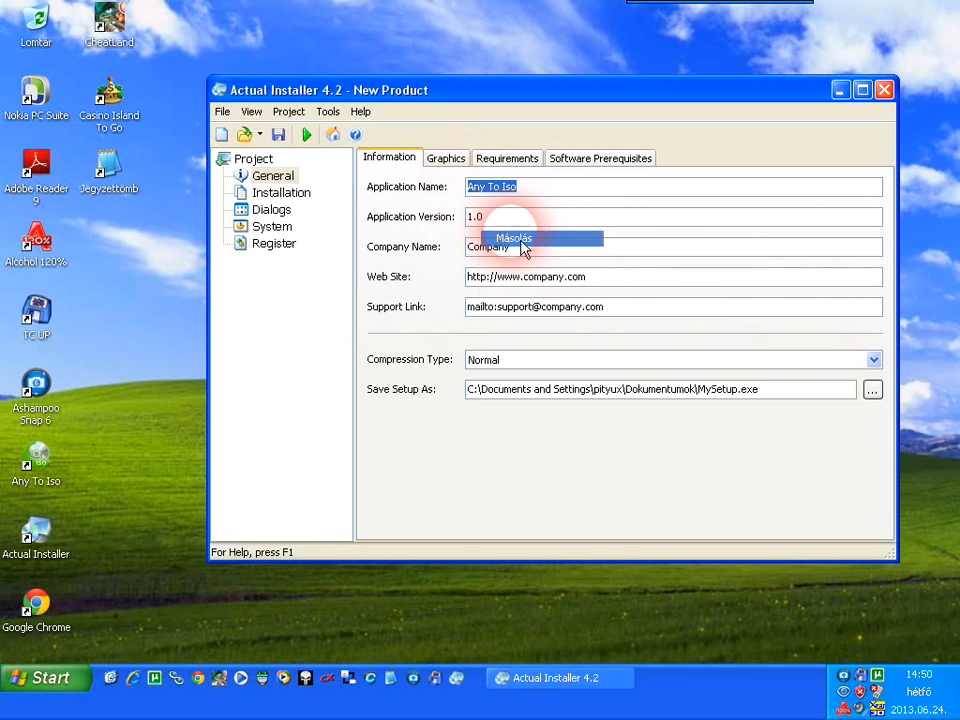 Lomtár
CheatLand
Nokia PC Suite
Casino Island
To Go
Adobe Reader
9
Jegyzettömb
Alcohol 120%
TC UP
Ashampoo
Snap 6
Any To Iso
Actual Installer
Google Chrome
Actual Installer 4.2 - New Product
File View Project Tools Help
Project
General
Installation
Dialogs
System
Register
Information Graphics Requirements Software Prerequisites
Application Name: Any To Iso
Application Version: 1.0
Másolás
Company Name: Company
Web Site: http://www.company.com
Support Link: mailto:support@company.com
Compression Type: Normal
Save Setup As: C:\Documents and Settings\pityux\Dokumentumok\MySetup.exe ...
For Help, press F1
Start
Actual Installer 4.2
14:50
hétfő
2013.06.24.